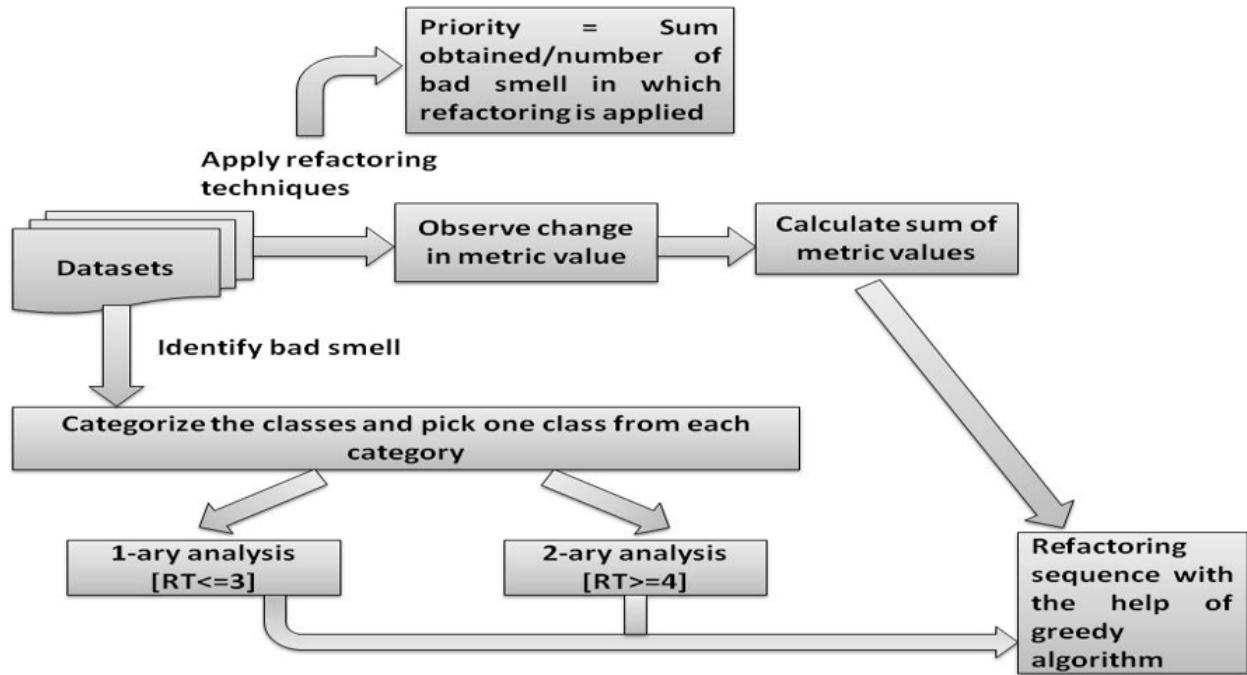 Priority = Sum
obtained/number of
bad smell in which
refactoring is applied
Apply refactoring
techniques
Datasets
Observe change
in metric value
Calculate sum of
metric values
Identify bad smell
Categorize the classes and pick one class from each
category
1-ary analysis
[RT<=3]
2-ary analysis
[RT>=4]
Refactoring
sequence with
the help of
greedy
algorithm